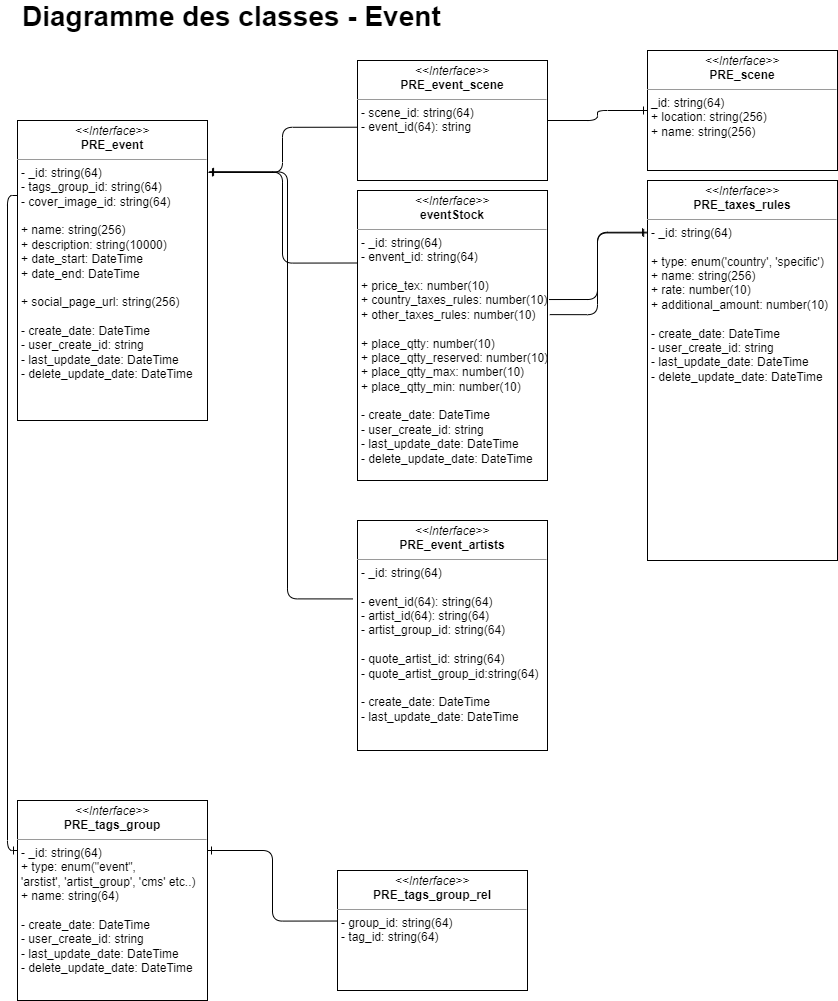 Diagramme des classes - Event
<<Interface>>
PRE_event
- _id: string(64)
- tags_group_id: string(64)
- cover_image_id: string(64)
+ name: string(256)
+ description: string(10000)
+ date_start: DateTime
+ date_end: DateTime
+ social_page_url: string(256)
- create_date: DateTime
- user_create_id: string
- last_update_date: DateTime
- delete_update_date: DateTime
<<Interface>>
PRE_event_scene
- scene_id: string(64)
- event_id(64): string
<<Interface>>
PRE_scene
_id: string(64)
+ location: string(256)
+ name: string(256)
<<Interface>>
eventStock
- _id: string(64)
- envent_id: string(64)
+ price_tex: number(10)
+ country_taxes_rules: number(10)
+ other_taxes_rules: number(10)
+ place_qtty: number(10)
+ place_qtty_reserved: number(10)
+ place_qtty_max: number(10)
+ place_qtty_min: number(10)
- create_date: DateTime
- user_create_id: string
- last_update_date: DateTime
- delete_update_date: DateTime
<<Interface>>
PRE_taxes_rules
- _id: string(64)
+ type: enum('country', 'specific')
+ name: string(256)
+ rate: number(10)
+ additional_amount: number(10)
- create_date: DateTime
- user_create_id: string
- last_update_date: DateTime
- delete_update_date: DateTime
<<Interface>>
PRE_event_artists
- _id: string(64)
- event_id(64): string(64)
- artist_id(64): string(64)
- artist_group_id: string(64)
- quote_artist_id: string(64)
- quote_artist_group_id:string(64)
- create_date: DateTime
- last_update_date: DateTime
<<Interface>>
PRE_tags_group
- _id: string(64)
+ type: enum("event",
'arstist', 'artist_group', 'cms' etc..)
+ name: string(64)
- create_date: DateTime
- user_create_id: string
- last_update_date: DateTime
- delete_update_date: DateTime
<<Interface>>
PRE_tags_group_rel
- group_id: string(64)
- tag_id: string(64)